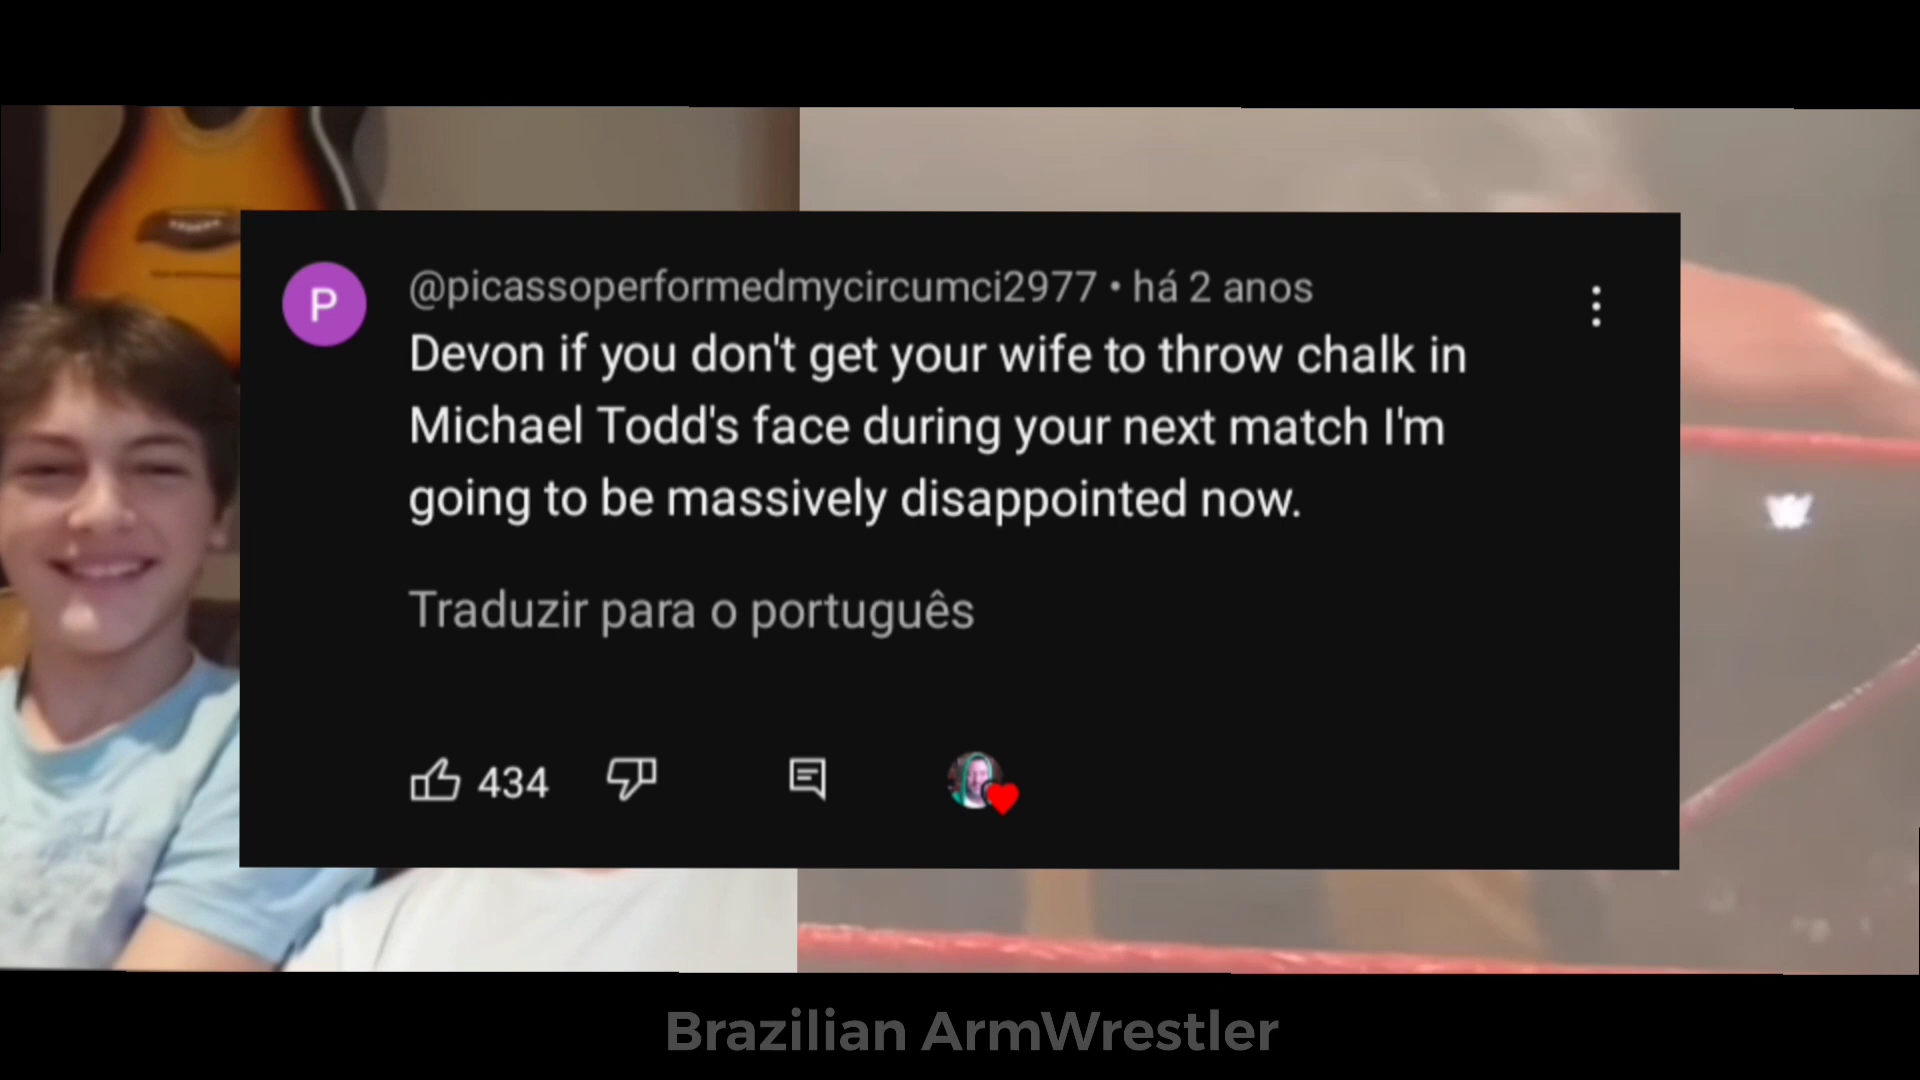 P
@picassoperformedmycircumci2977 • há 2 anos
Devon if you don't get your wife to throw chalk in
Michael Todd's face during your next match I'm
going to be massively disappointed now.
Traduzir para o português
434
Brazilian ArmWrestler